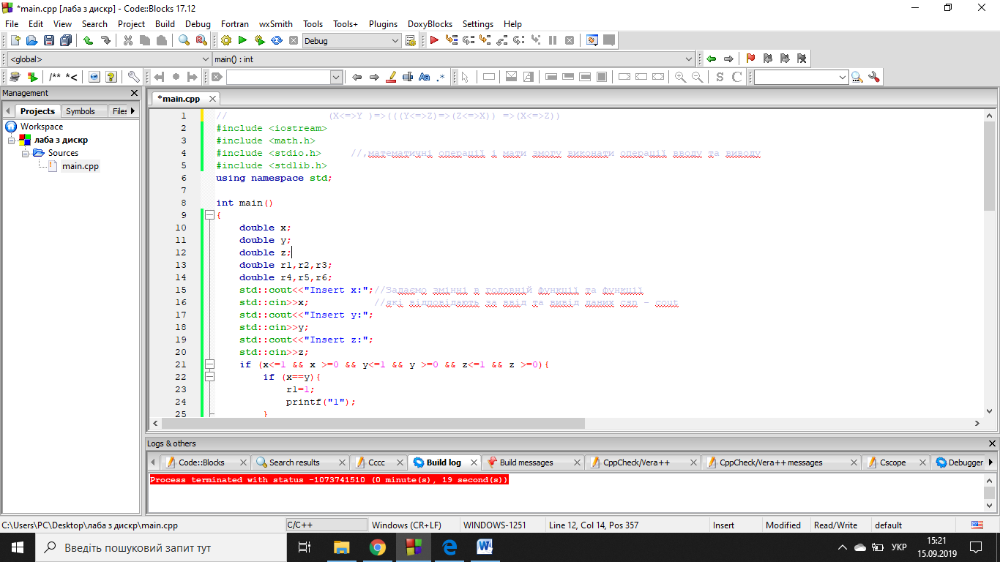 *main.cpp [лаба з дискр] - Code::Blocks 17.12
File Edit View Search Project Build Debug Fortran wxSmith Tools Tools+ Plugins DoxyBlocks Settings Help
Debug
<global> main() : int
/** *<
Aa .*
S C
Management
*main.cpp
Projects Symbols Files
Workspace
лаба з дискр
Sources
main.cpp
1 // (X<=>Y )=>(((Y<=>Z)=>(Z<=>X)) =>(X<=>Z))
2 #include <iostream>
3 #include <math.h>
4 #include <stdio.h> //,математичні операції і мати змогу виконати операції вводу та виводу
5 #include <stdlib.h>
6 using namespace std;
7
8 int main()
9 {
10 double x;
11 double y;
12 double z;
13 double r1,r2,r3;
14 double r4,r5,r6;
15 std::cout<<"Insert x:";//Задаємо змінні в головній функції та функції
16 std::cin>>x; //які відповідають за ввід та вивід даних сяп - cout
17 std::cout<<"Insert y:";
18 std::cin>>y;
19 std::cout<<"Insert z:";
20 std::cin>>z;
21 if (x<=1 && x >=0 && y<=1 && y >=0 && z<=1 && z >=0){
22 if (x==y){
23 r1=1;
24 printf("1");
25 }
Logs & others
Code::Blocks Search results Cccc Build log Build messages CppCheck/Vera++ CppCheck/Vera++ messages Cscope Debugger
Process terminated with status -1073741510 (0 minute(s), 19 second(s))
C:\Users\PC\Desktop\лаба з дискр\main.cpp C/C++ Windows (CR+LF) WINDOWS-1251 Line 12, Col 14, Pos 357 Insert Modified Read/Write default
Введіть пошуковий запит тут
УКР
15:21
15.09.2019